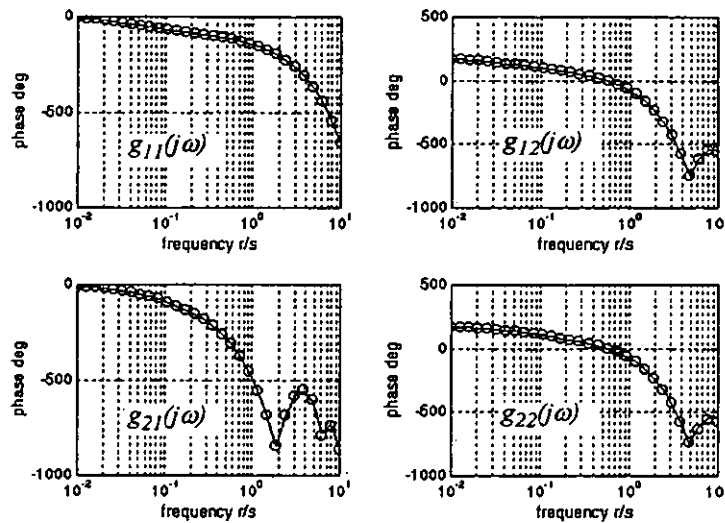 0
-500
-1000
phase deg
g11(jω)
10^-2
10^-1
10^0
10^1
frequency r/s
500
0
-500
-1000
phase deg
g12(jω)
10^-2
10^-1
10^0
10
frequency r/s
0
-500
-1000
phase deg
g21(jω)
10^-2
10^-1
10^0
10^1
frequency r/s
500
0
-500
-1000
phase deg
g22(jω)
10^-2
10^-1
10^0
10
frequency r/s